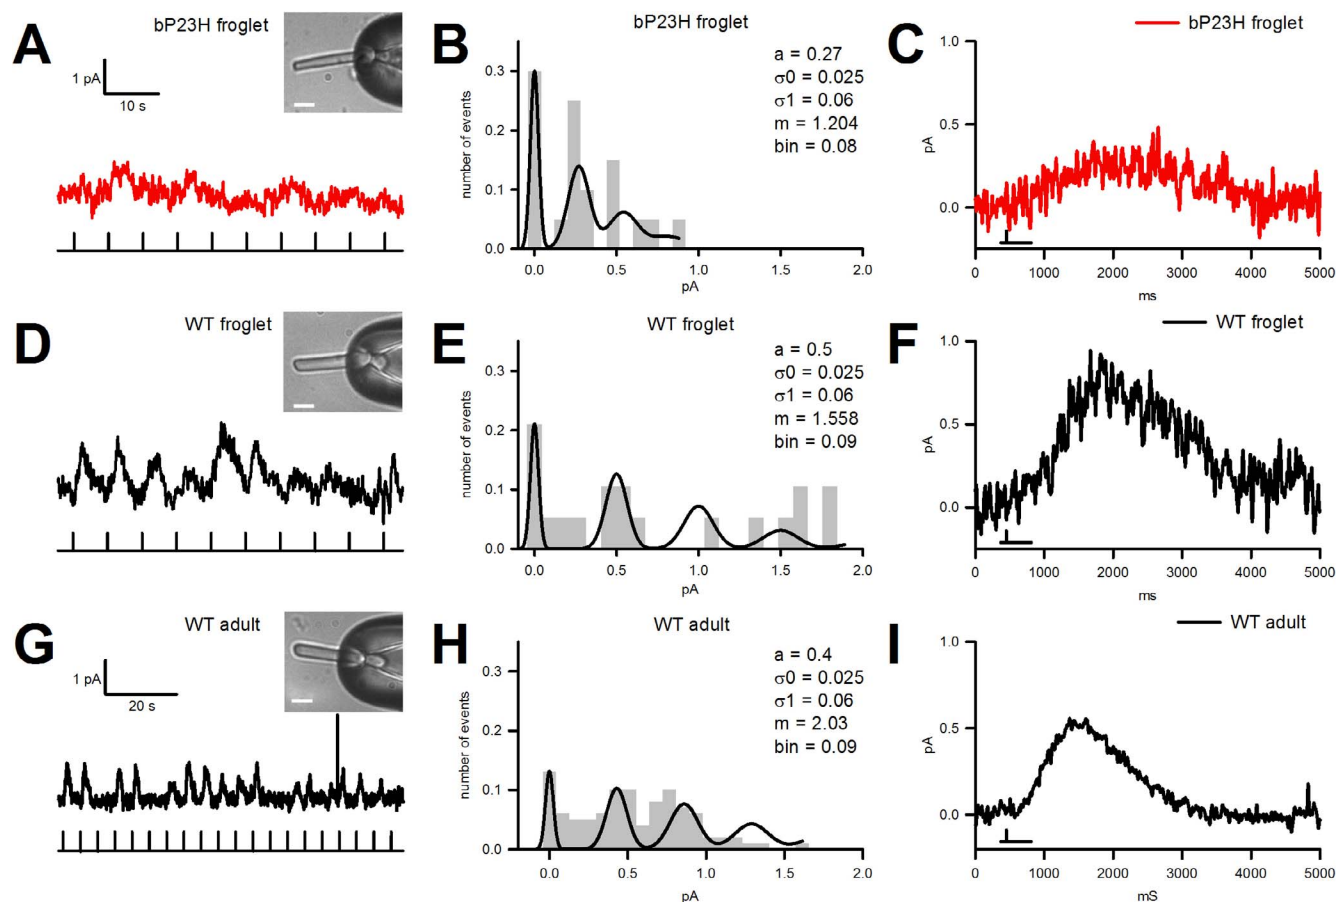 A
bP23H froglet
1 pA
10 s
B
bP23H froglet
a = 0.27
σ0 = 0.025
σ1 = 0.06
m = 1.204
bin = 0.08
number of events
0.3
0.2
0.1
0.0
0.0 0.5 1.0 1.5 2.0
pA
C
bP23H froglet
pA
1.0
0.5
0.0
0 1000 2000 3000 4000 5000
ms
D
WT froglet
E
WT froglet
a = 0.5
σ0 = 0.025
σ1 = 0.06
m = 1.558
bin = 0.09
number of events
0.3
0.2
0.1
0.0
0.0 0.5 1.0 1.5 2.0
pA
F
WT froglet
pA
1.0
0.5
0.0
0 1000 2000 3000 4000 5000
ms
G
WT adult
1 pA
20 s
H
WT adult
a = 0.4
σ0 = 0.025
σ1 = 0.06
m = 2.03
bin = 0.09
number of events
0.3
0.2
0.1
0.0
0.0 0.5 1.0 1.5 2.0
pA
I
WT adult
pA
1.0
0.5
0.0
0 1000 2000 3000 4000 5000
mS